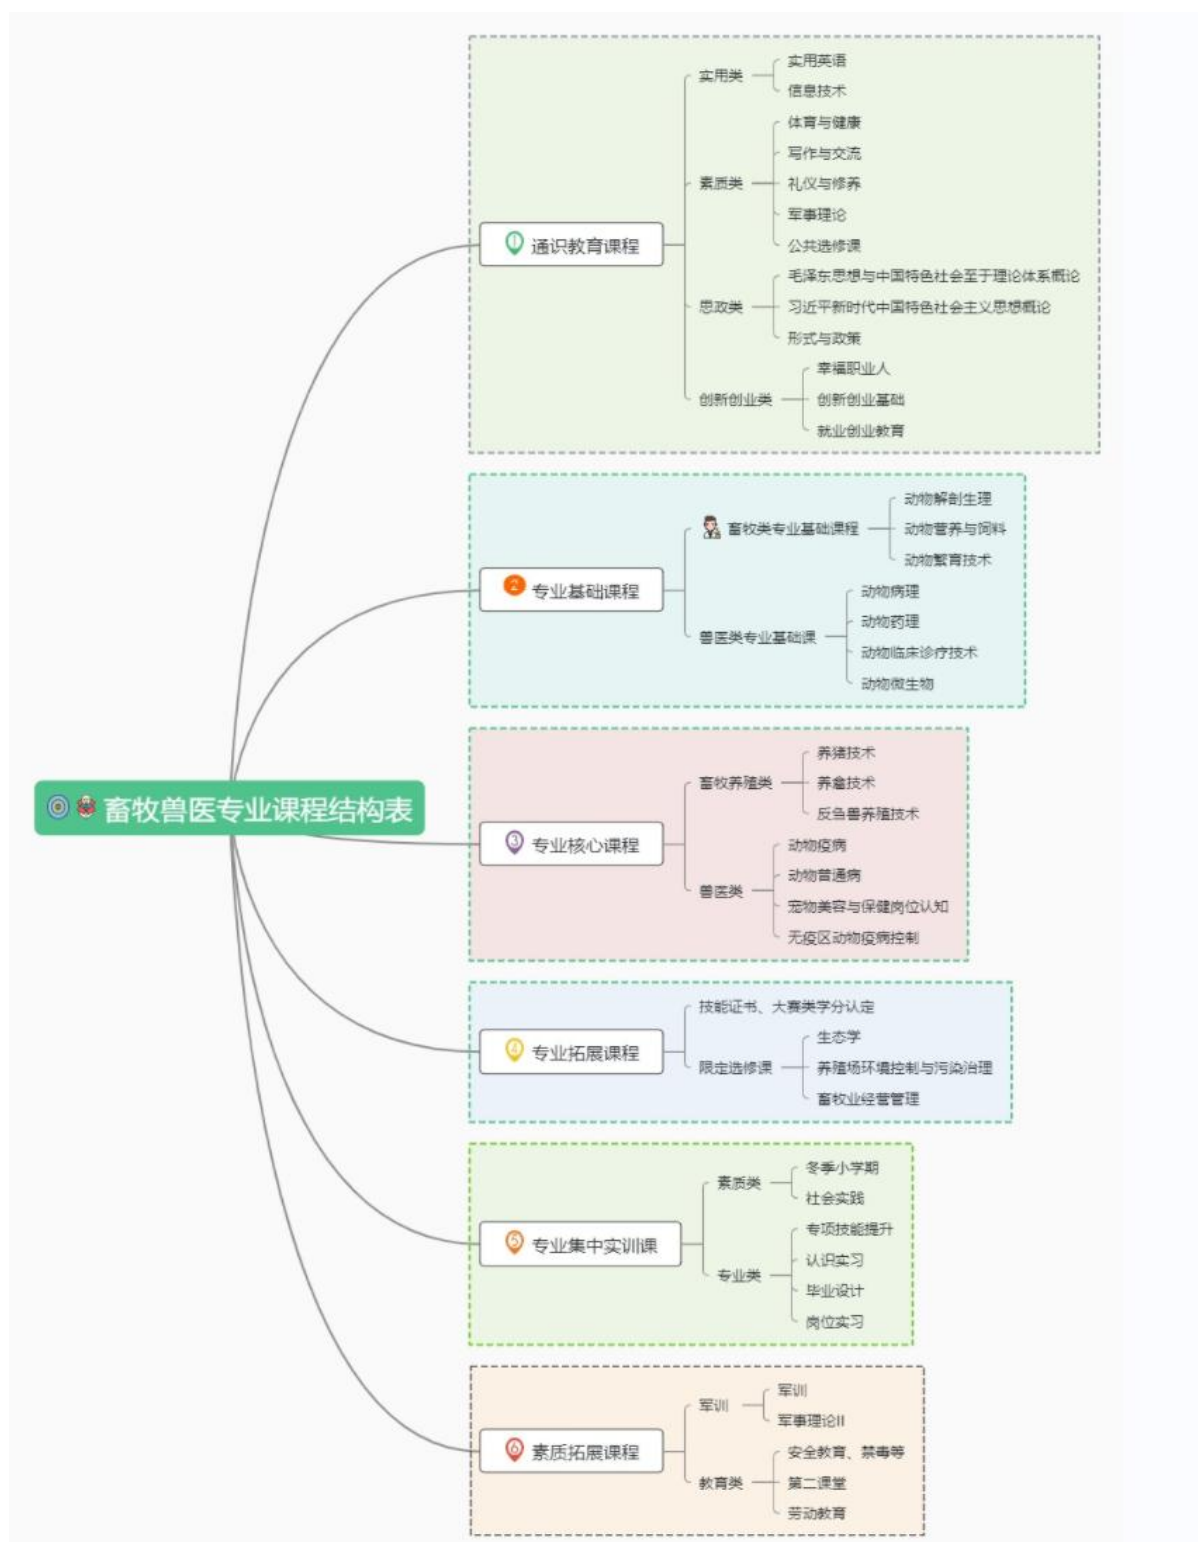 实用英语
实用类
信息技术
体育与健康
写作与交流
素质类
礼仪与修养
军事理论
公共选修课
1 通识教育课程
毛泽东思想与中国特色社会至于理论体系概论
思政类
习近平新时代中国特色社会主义思想概论
形式与政策
幸福职业人
创新创业类
创新创业基础
就业创业教育
动物解剖生理
畜牧类专业基础课程
动物营养与饲料
动物繁育技术
2 专业基础课程
动物病理
动物药理
兽医类专业基础课
动物临床诊疗技术
动物微生物
畜牧兽医专业课程结构表
养猪技术
畜牧养殖类
养禽技术
反刍兽养殖技术
3 专业核心课程
动物疫病
动物普通病
兽医类
宠物美容与保健岗位认知
无疫区动物疫病控制
技能证书、大赛类学分认定
4 专业拓展课程
生态学
限定选修课
养殖场环境控制与污染治理
畜牧业经营管理
冬季小学期
素质类
社会实践
5 专业集中实训课
专项技能提升
认识实习
专业类
毕业设计
岗位实习
军训
军训
军事理论II
6 素质拓展课程
安全教育、禁毒等
教育类
第二课堂
劳动教育